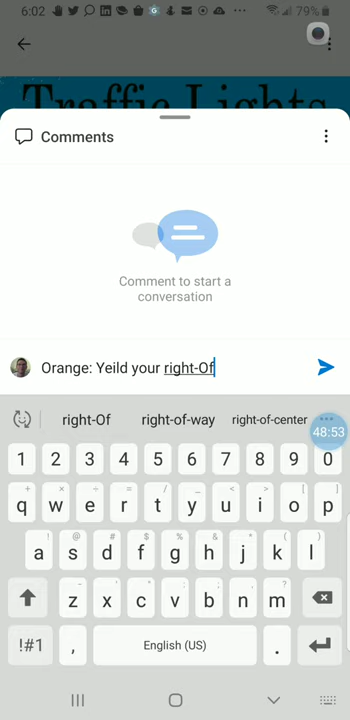 6:02
79%
Traffic Lights
Comments
Comment to start a
conversation
Orange: Yeild your right-Of
right-Of right-of-way right-of-center
48:53
1 2 3 4 5 6 7 8 9 0
+ × ÷ = / _ < > [ ]
q w e r t y u i o p
! @ # $ % & * ( )
a s d f g h j k l
- ' " : ; , ?
z x c v b n m
!#1 , English (US) .